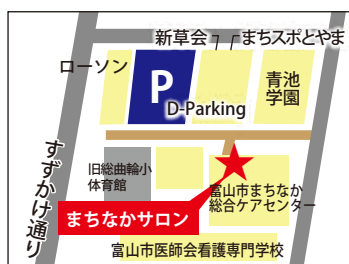 新草会
まちスポとやま
ローソン
P
D-Parking
青池
学園
すずかけ通り
旧総曲輪小
体育館
富山市まちなか
総合ケアセンター
まちなかサロン
富山市医師会看護専門学校